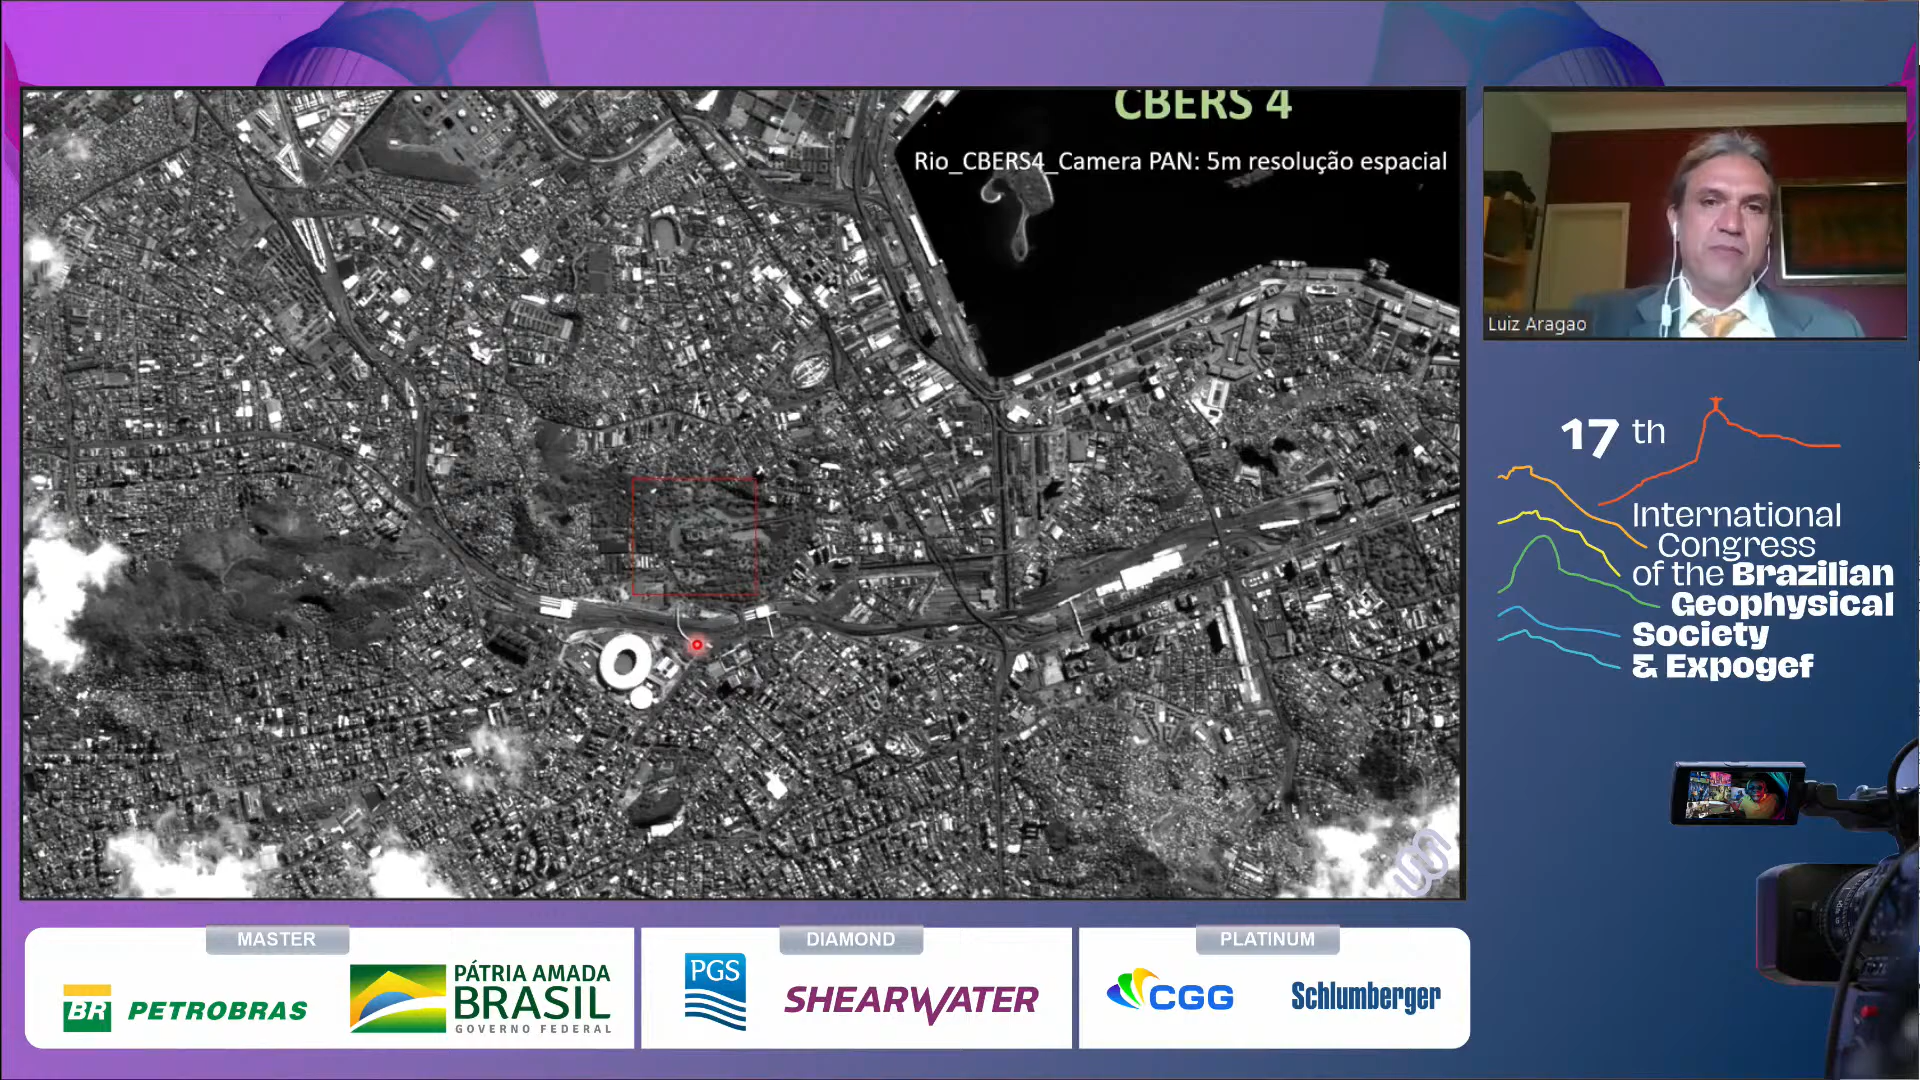 CBERS 4
Rio_CBERS4_Camera PAN: 5m resolução espacial
Luiz Aragao
17 th
International
Congress
of the Brazilian
Geophysical
Society
& Expogef
MASTER
BR PETROBRAS
PÁTRIA AMADA
BRASIL
GOVERNO FEDERAL
DIAMOND
PGS
SHEARWATER
PLATINUM
CGG
Schlumberger